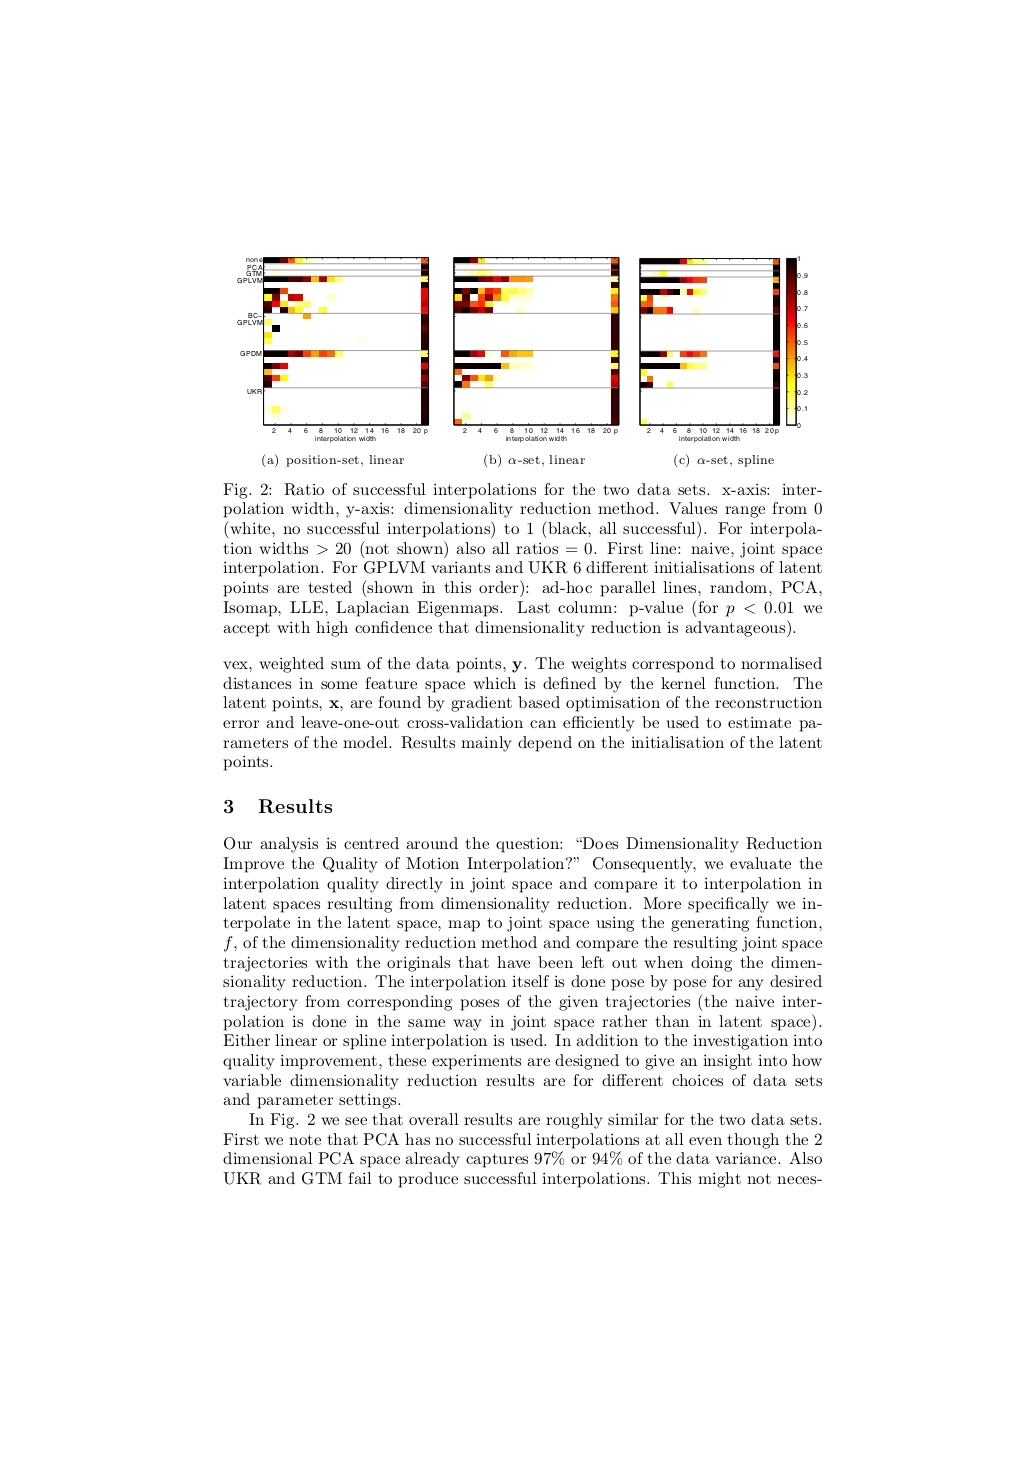 none
PCA
GTM
GPLVM
BC-
GPLVM
GPDM
UKR
2 4 6 8 10 12 14 16 18 20 p
interpolation width
2 4 6 8 10 12 14 16 18 20 p
interpolation width
2 4 6 8 10 12 14 16 18 20 p
interpolation width
1
0.9
0.8
0.7
0.6
0.5
0.4
0.3
0.2
0.1
0
(a) position-set, linear
(b) α-set, linear
(c) α-set, spline
Fig. 2: Ratio of successful interpolations for the two data sets. x-axis: inter-
polation width, y-axis: dimensionality reduction method. Values range from 0
(white, no successful interpolations) to 1 (black, all successful). For interpola-
tion widths > 20 (not shown) also all ratios = 0. First line: naive, joint space
interpolation. For GPLVM variants and UKR 6 different initialisations of latent
points are tested (shown in this order): ad-hoc parallel lines, random, PCA,
Isomap, LLE, Laplacian Eigenmaps. Last column: p-value (for p < 0.01 we
accept with high confidence that dimensionality reduction is advantageous).
vex, weighted sum of the data points, y. The weights correspond to normalised
distances in some feature space which is defined by the kernel function. The
latent points, x, are found by gradient based optimisation of the reconstruction
error and leave-one-out cross-validation can efficiently be used to estimate pa-
rameters of the model. Results mainly depend on the initialisation of the latent
points.
3 Results
Our analysis is centred around the question: “Does Dimensionality Reduction
Improve the Quality of Motion Interpolation?” Consequently, we evaluate the
interpolation quality directly in joint space and compare it to interpolation in
latent spaces resulting from dimensionality reduction. More specifically we in-
terpolate in the latent space, map to joint space using the generating function,
f, of the dimensionality reduction method and compare the resulting joint space
trajectories with the originals that have been left out when doing the dimen-
sionality reduction. The interpolation itself is done pose by pose for any desired
trajectory from corresponding poses of the given trajectories (the naive inter-
polation is done in the same way in joint space rather than in latent space).
Either linear or spline interpolation is used. In addition to the investigation into
quality improvement, these experiments are designed to give an insight into how
variable dimensionality reduction results are for different choices of data sets
and parameter settings.
In Fig. 2 we see that overall results are roughly similar for the two data sets.
First we note that PCA has no successful interpolations at all even though the 2
dimensional PCA space already captures 97% or 94% of the data variance. Also
UKR and GTM fail to produce successful interpolations. This might not neces-